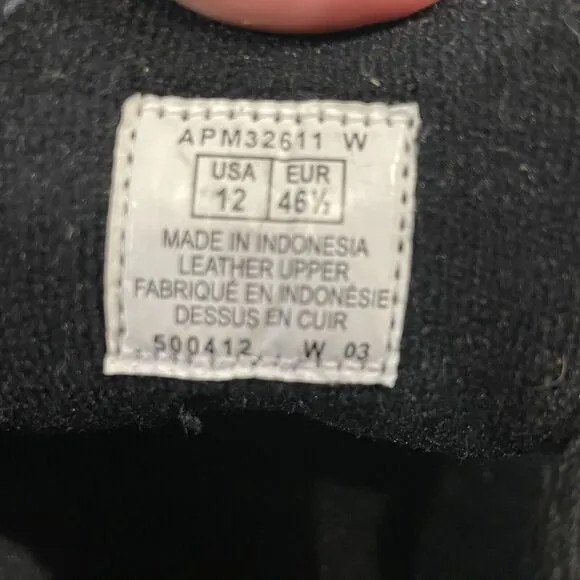 APM32611 W
USA EUR
12 46½
MADE IN INDONESIA
LEATHER UPPER
FABRIQUÉ EN INDONÉSIE
DESSUS EN CUIR
500412 W 03